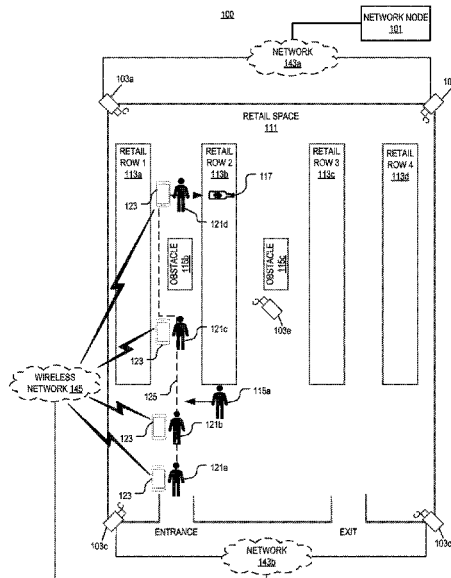 100
NETWORK NODE
101
NETWORK
143a
103a
10
RETAIL SPACE
111
RETAIL
ROW 1
113a
RETAIL
ROW 2
113b
RETAIL
ROW 3
113c
RETAIL
ROW 4
113d
123
117
121d
OBSTACLE
115b
OBSTACLE
115c
103e
121c
123
WIRELESS
NETWORK 145
125
115a
123
121b
123
121a
103c
ENTRANCE
EXIT
103c
NETWORK
143b